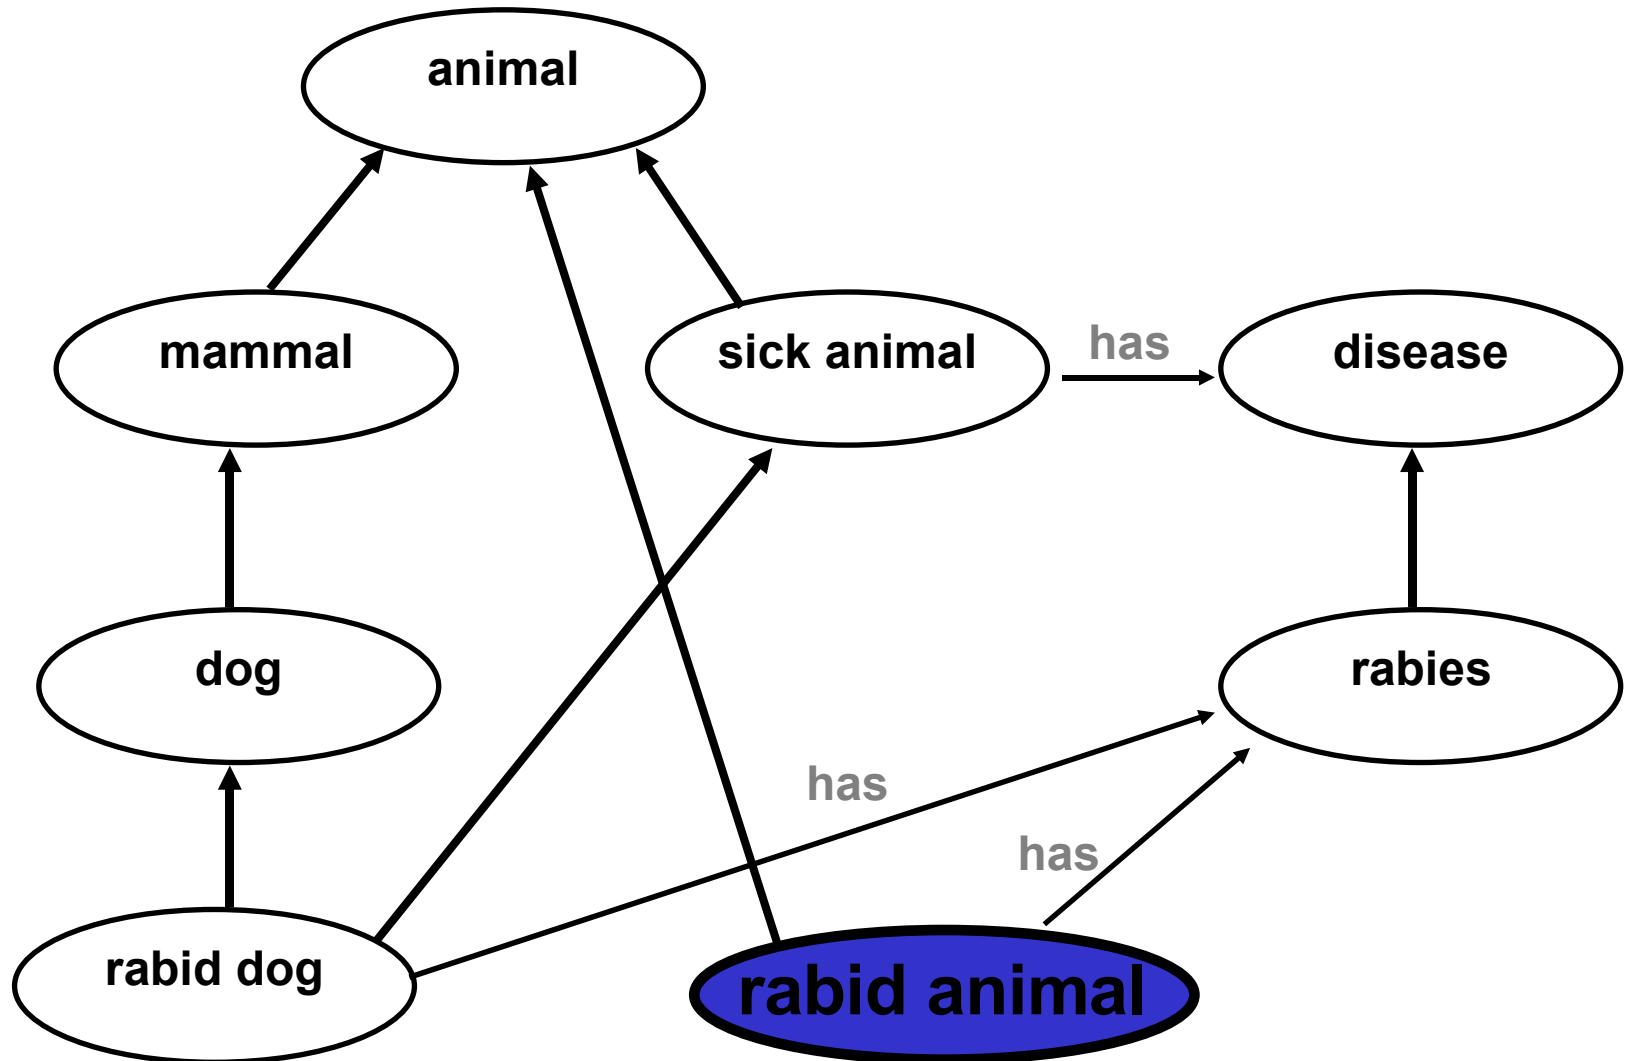 animal
mammal
sick animal
has
disease
dog
rabies
has
has
rabid dog
rabid animal